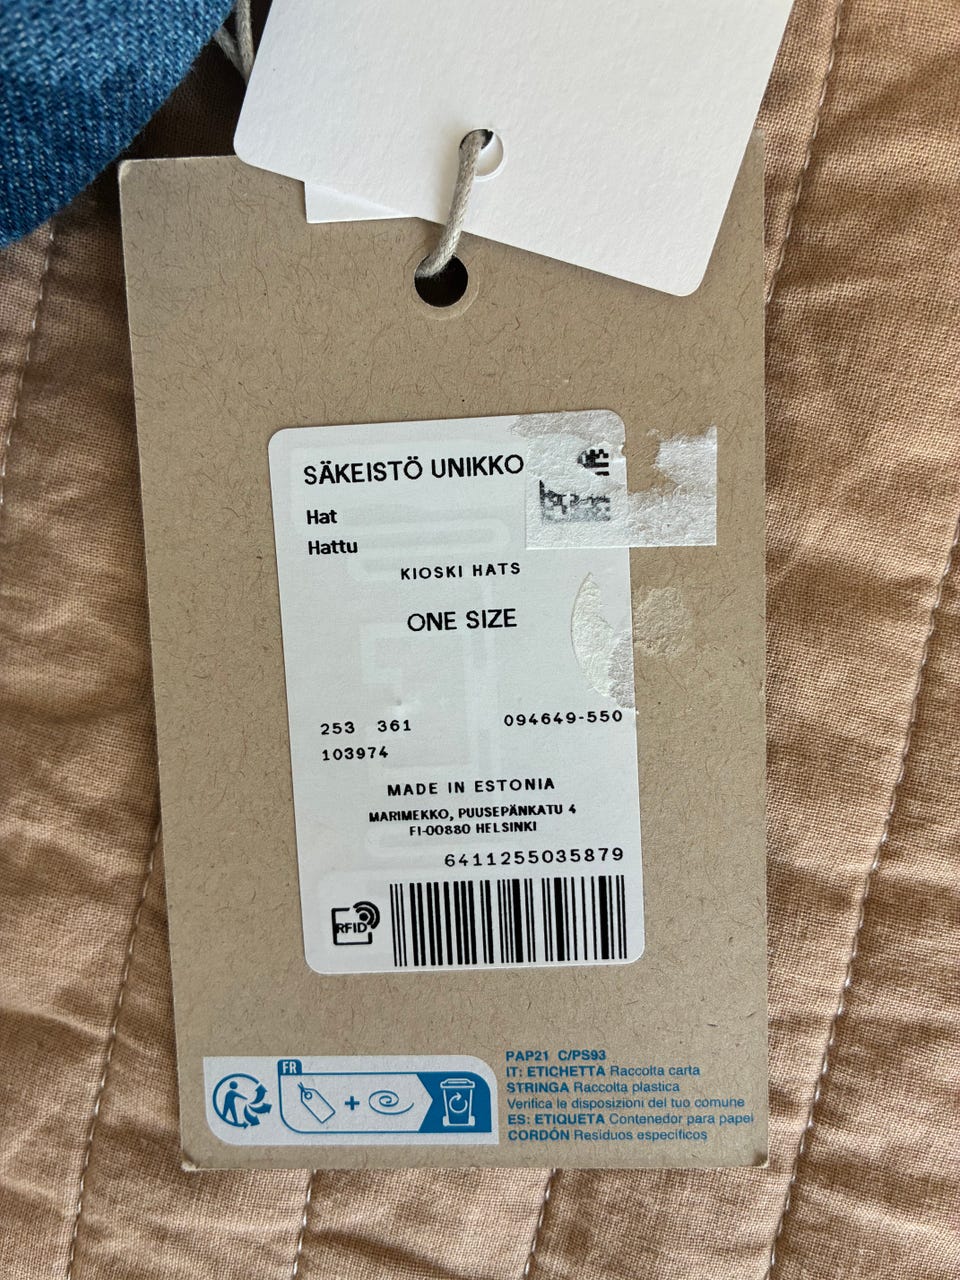 SÄKEISTÖ UNIKKO
Hat
Hattu
KIOSKI HATS
ONE SIZE
253 361 094649-550
103974
MADE IN ESTONIA
MARIMEKKO, PUUSEPÄNKATU 4
FI-00880 HELSINKI
6411255035879
RFID
FR
PAP21 C/PS93
IT: ETICHETTA Raccolta carta
STRINGA Raccolta plastica
Verifica le disposizioni del tuo comune
ES: ETIQUETA Contenedor para papel
CORDÓN Residuos específicos